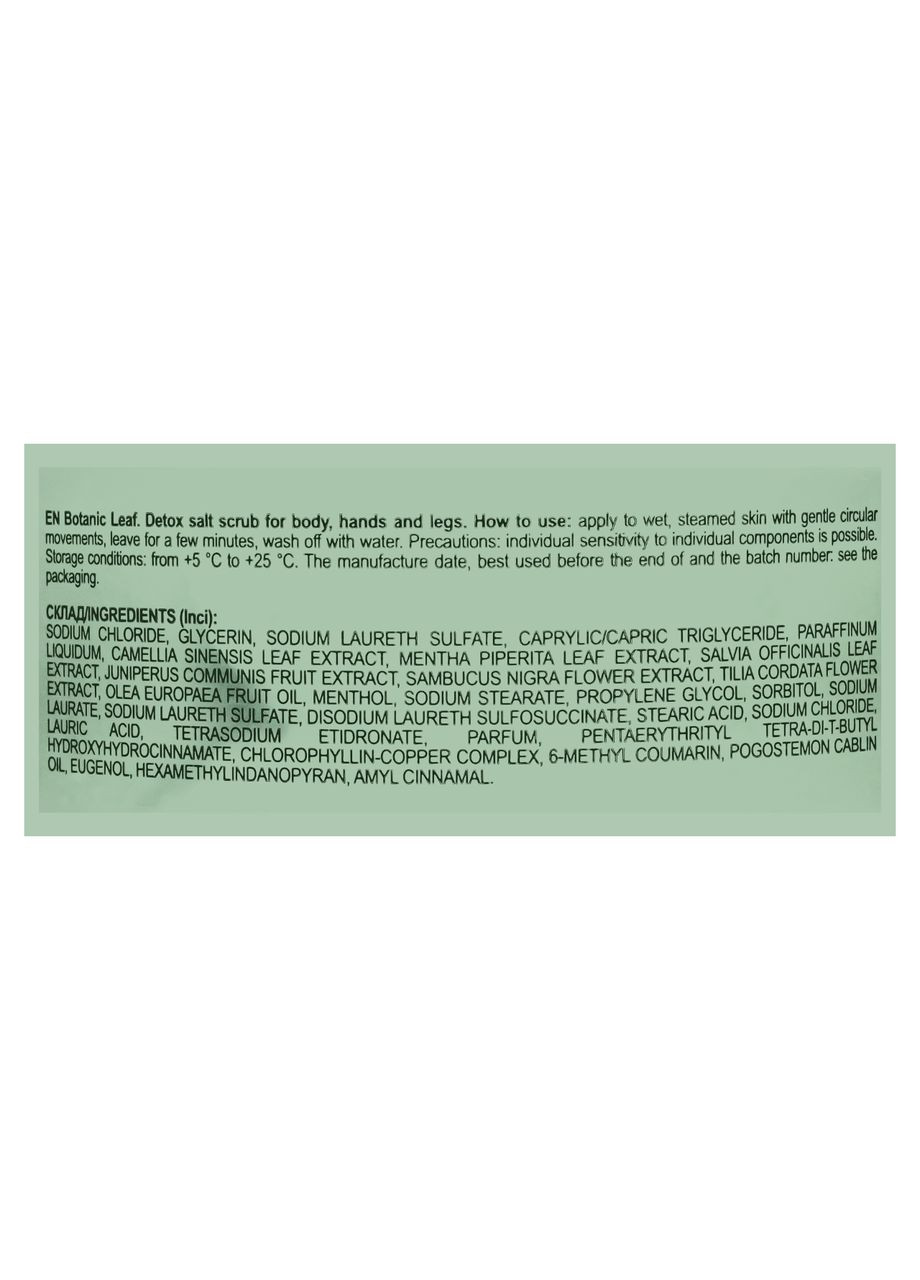 EN Botanic Leaf. Detox salt scrub for body, hands and legs. How to use: apply to wet, steamed skin with gentle circular
movements, leave for a few minutes, wash off with water. Precautions: individual sensitivity to individual components is possible.
Storage conditions: from +5 °C to +25 °C. The manufacture date, best used before the end of and the batch number: see the
packaging.
СКЛАД/INGREDIENTS (Inci):
SODIUM CHLORIDE, GLYCERIN, SODIUM LAURETH SULFATE, CAPRYLIC/CAPRIC TRIGLYCERIDE, PARAFFINUM
LIQUIDUM, CAMELLIA SINENSIS LEAF EXTRACT, MENTHA PIPERITA LEAF EXTRACT, SALVIA OFFICINALIS LEAF
EXTRACT, JUNIPERUS COMMUNIS FRUIT EXTRACT, SAMBUCUS NIGRA FLOWER EXTRACT, TILIA CORDATA FLOWER
EXTRACT, OLEA EUROPAEA FRUIT OIL, MENTHOL, SODIUM STEARATE, PROPYLENE GLYCOL, SORBITOL, SODIUM
LAURATE, SODIUM LAURETH SULFATE, DISODIUM LAURETH SULFOSUCCINATE, STEARIC ACID, SODIUM CHLORIDE,
LAURIC ACID, TETRASODIUM ETIDRONATE, PARFUM, PENTAERYTHRITYL TETRA-DI-T-BUTYL
HYDROXYHYDROCINNAMATE, CHLOROPHYLLIN-COPPER COMPLEX, 6-METHYL COUMARIN, POGOSTEMON CABLIN
OIL, EUGENOL, HEXAMETHYLINDANOPYRAN, AMYL CINNAMAL.